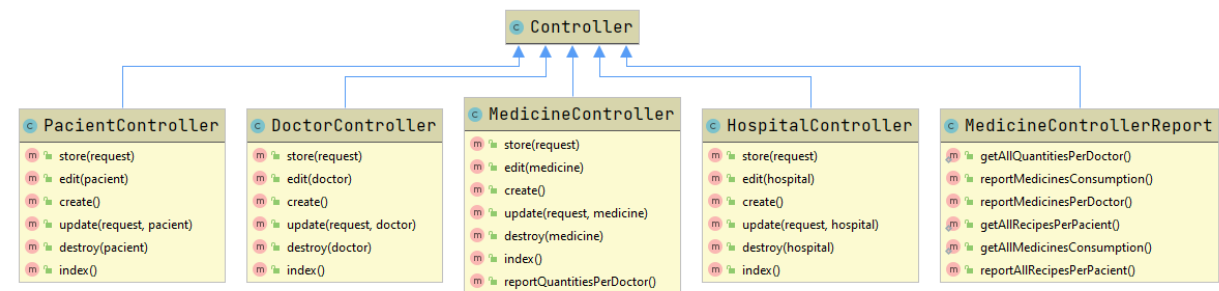 Controller
PacientController
store(request)
edit(pacient)
create()
update(request, pacient)
destroy(pacient)
index()
DoctorController
store(request)
edit(doctor)
create()
update(request, doctor)
destroy(doctor)
index()
MedicineController
store(request)
edit(medicine)
create()
update(request, medicine)
destroy(medicine)
index()
reportQuantitiesPerDoctor()
HospitalController
store(request)
edit(hospital)
create()
update(request, hospital)
destroy(hospital)
index()
MedicineControllerReport
getAllQuantitiesPerDoctor()
reportMedicinesConsumption()
reportMedicinesPerDoctor()
getAllRecipesPerPacient()
getAllMedicinesConsumption()
reportAllRecipesPerPacient()